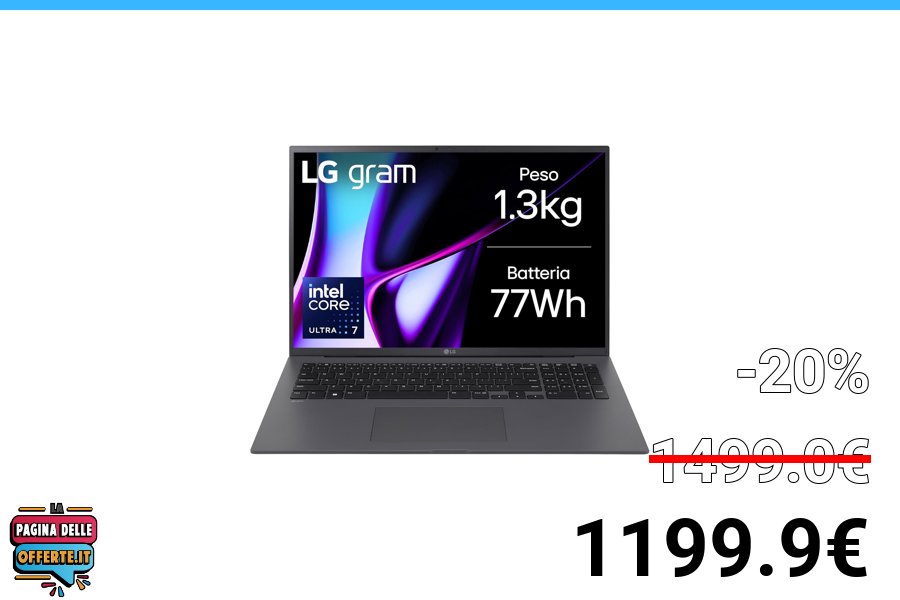 LG gram
Peso
1.3kg
Batteria
77Wh
intel
CORE
ULTRA 7
LG
-20%
1499.0€
1199.9€
LA
PAGINA DELLE
OFFERTE.IT